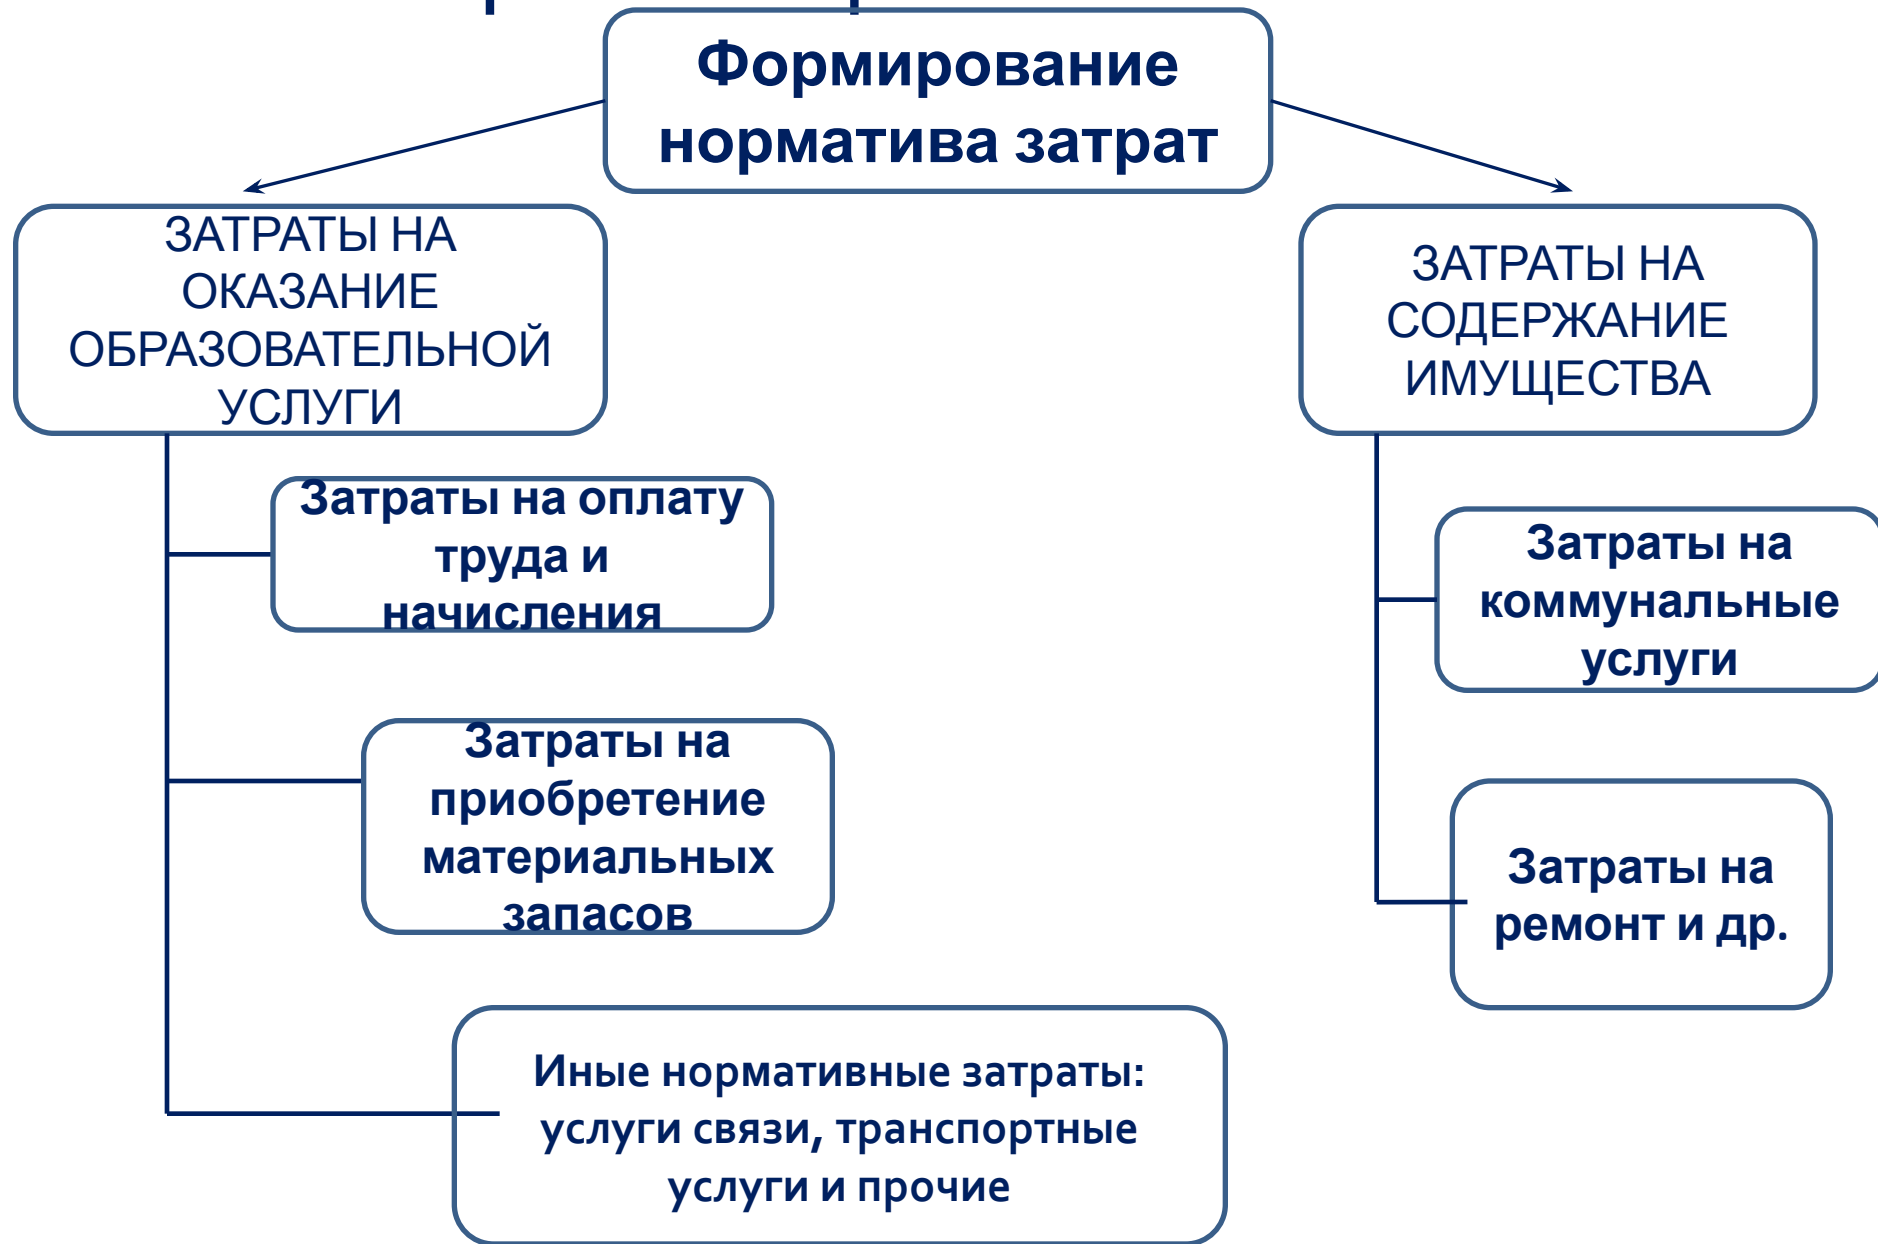 Формирование
норматива затрат
ЗАТРАТЫ НА
ОКАЗАНИЕ
ОБРАЗОВАТЕЛЬНОЙ
УСЛУГИ
Затраты на оплату
труда и
начисления
Затраты на
приобретение
материальных
запасов
Иные нормативные затраты:
услуги связи, транспортные
услуги и прочие
ЗАТРАТЫ НА
СОДЕРЖАНИЕ
ИМУЩЕСТВА
Затраты на
коммунальные
услуги
Затраты на
ремонт и др.